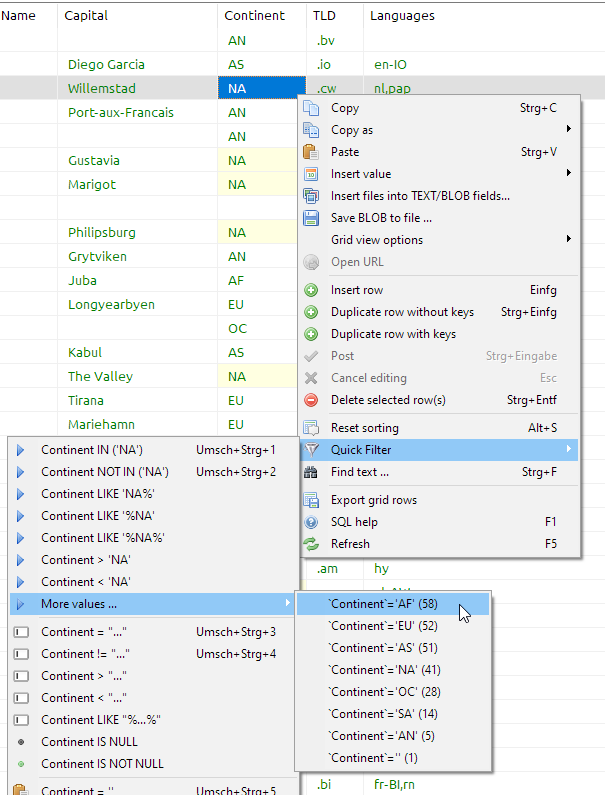 Name Capital Continent TLD Languages
AN .bv
Diego Garcia AS .io en-IO
Willemstad NA .cw nl,pap
Port-aux-Francais AN
AN
Gustavia NA
Marigot NA
Philipsburg NA
Grytviken AN
Juba AF
Longyearbyen EU
OC
Kabul AS
The Valley NA
Tirana EU
Mariehamn EU
Copy Strg+C
Copy as
Paste Strg+V
Insert value
Insert files into TEXT/BLOB fields...
Save BLOB to file ...
Grid view options
Open URL
Insert row Einfg
Duplicate row without keys Strg+Einfg
Duplicate row with keys
Post Strg+Eingabe
Cancel editing Esc
Delete selected row(s) Strg+Entf
Reset sorting Alt+S
Quick Filter
Find text ... Strg+F
Export grid rows
SQL help F1
Refresh F5
.am hy
Continent IN ('NA') Umsch+Strg+1
Continent NOT IN ('NA') Umsch+Strg+2
Continent LIKE 'NA%'
Continent LIKE '%NA'
Continent LIKE '%NA%'
Continent > 'NA'
Continent < 'NA'
More values ...
Continent = "..." Umsch+Strg+3
Continent != "..." Umsch+Strg+4
Continent > "..."
Continent < "..."
Continent LIKE "%...%"
Continent IS NULL
Continent IS NOT NULL
Continent = '' Umsch+Strg+5
`Continent`='AF' (58)
`Continent`='EU' (52)
`Continent`='AS' (51)
`Continent`='NA' (41)
`Continent`='OC' (28)
`Continent`='SA' (14)
`Continent`='AN' (5)
`Continent`='' (1)
.bi fr-BI,rn